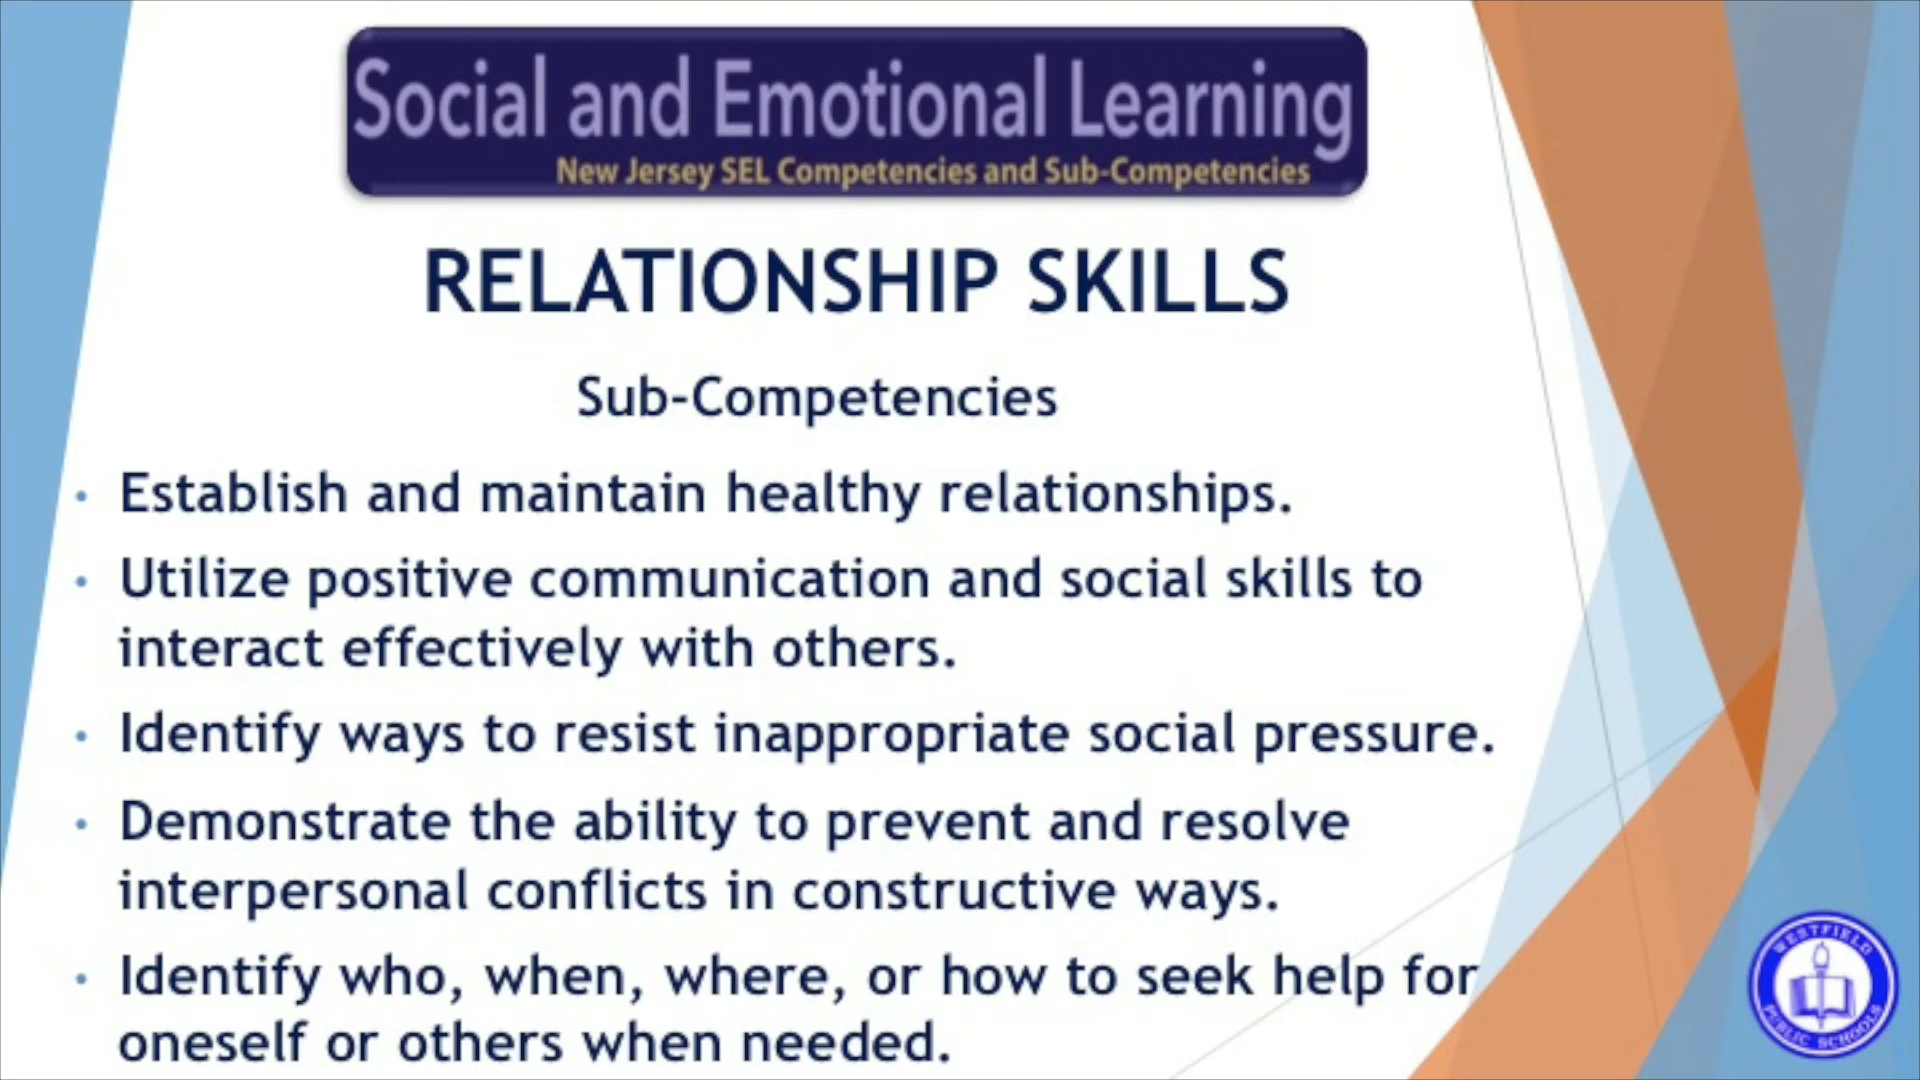 Social and Emotional Learning
New Jersey SEL Competencies and Sub-Competencies
RELATIONSHIP SKILLS
Sub-Competencies
• Establish and maintain healthy relationships.
• Utilize positive communication and social skills to
interact effectively with others.
• Identify ways to resist inappropriate social pressure.
• Demonstrate the ability to prevent and resolve
interpersonal conflicts in constructive ways.
• Identify who, when, where, or how to seek help for
oneself or others when needed.
WESTFIELD
PUBLIC SCHOOLS